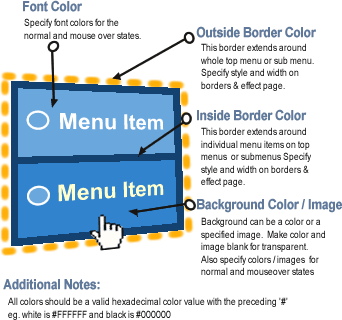 Font Color
Specify font colors for the
normal and mouse over states.
Outside Border Color
This border extends around
whole top menu or sub menu.
Specify style and width on
borders & effect page.
Menu Item
Inside Border Color
This border extends around
individual menu items on top
menus or submenus Specify
style and width on borders &
effect page.
Menu Item
Background Color / Image
Background can be a color or a
specified image. Make color and
image blank for transparent.
Also specify colors / images for
normal and mouseover states
Additional Notes:
All colors should be a valid hexadecimal color value with the preceding '#'
eg. white is #FFFFFF and black is #000000